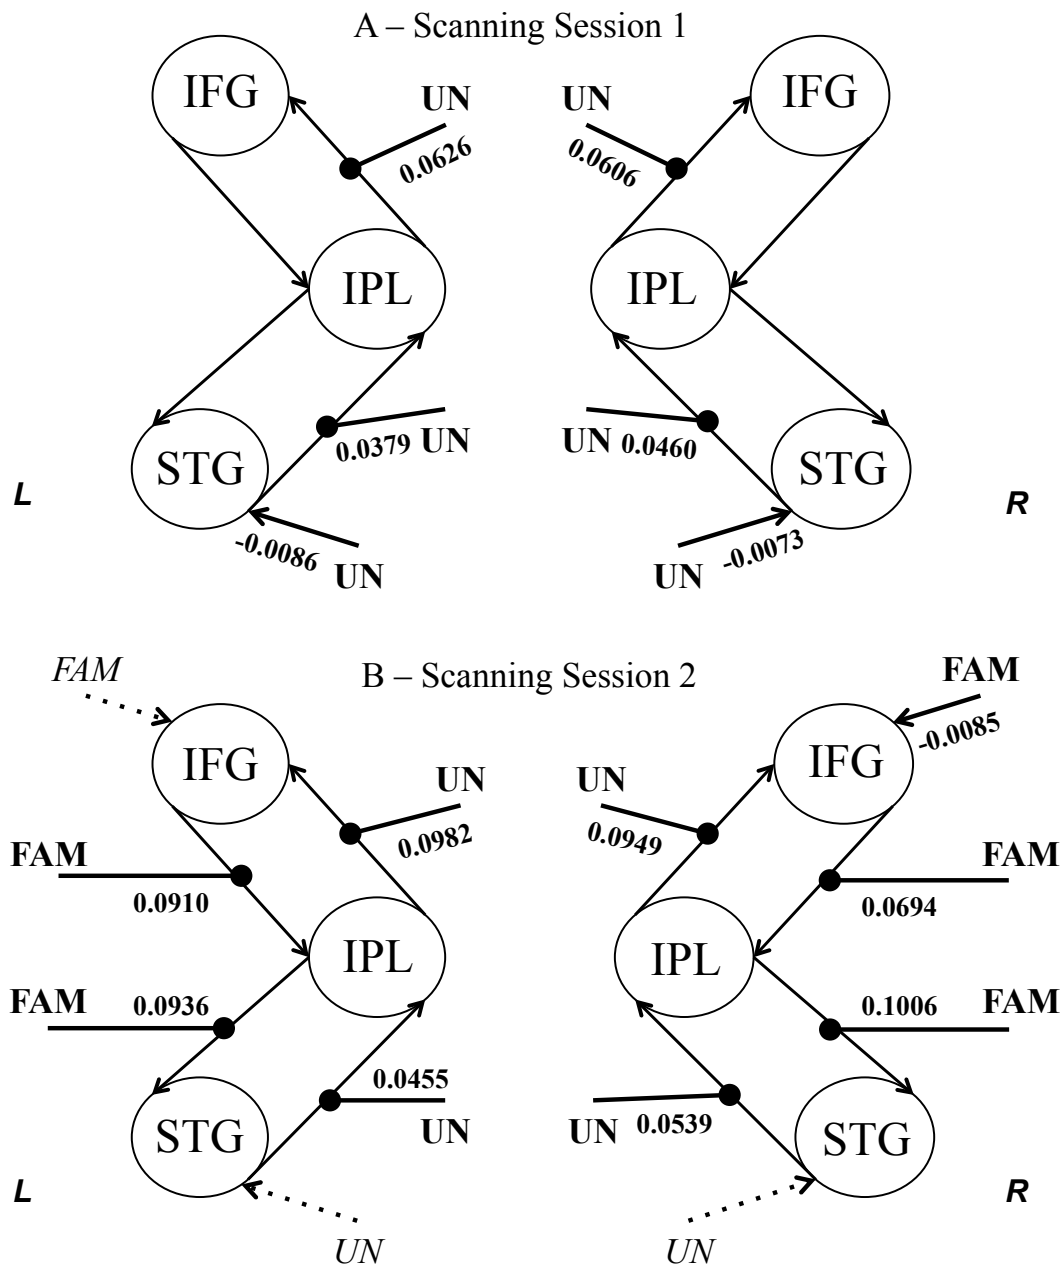 A – Scanning Session 1
IFG
UN
0.0626
UN
0.0606
IFG
IPL
IPL
STG
0.0379
UN
UN
0.0460
STG
L
R
-0.0086
UN
UN
-0.0073
FAM
B – Scanning Session 2
FAM
-0.0085
IFG
UN
0.0982
UN
0.0949
IFG
FAM
0.0910
FAM
0.0694
IPL
IPL
FAM
0.0936
1.1006
FAM
0.0455
UN
UN
0.0539
STG
STG
L
R
UN
UN